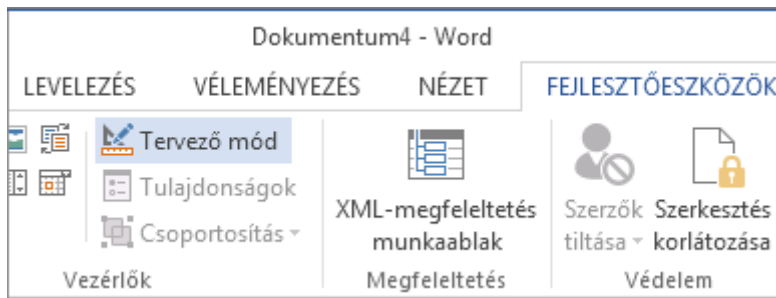 Dokumentum4 - Word
LEVELEZÉS VÉLEMÉNYEZÉS NÉZET FEJLESZTŐESZKÖZÖK
Tervező mód
Tulajdonságok
Csoportosítás
Vezérlők
XML-megfeleltetés
munkaablak
Megfeleltetés
Szerzők
tiltása
Szerkesztés
korlátozása
Védelem